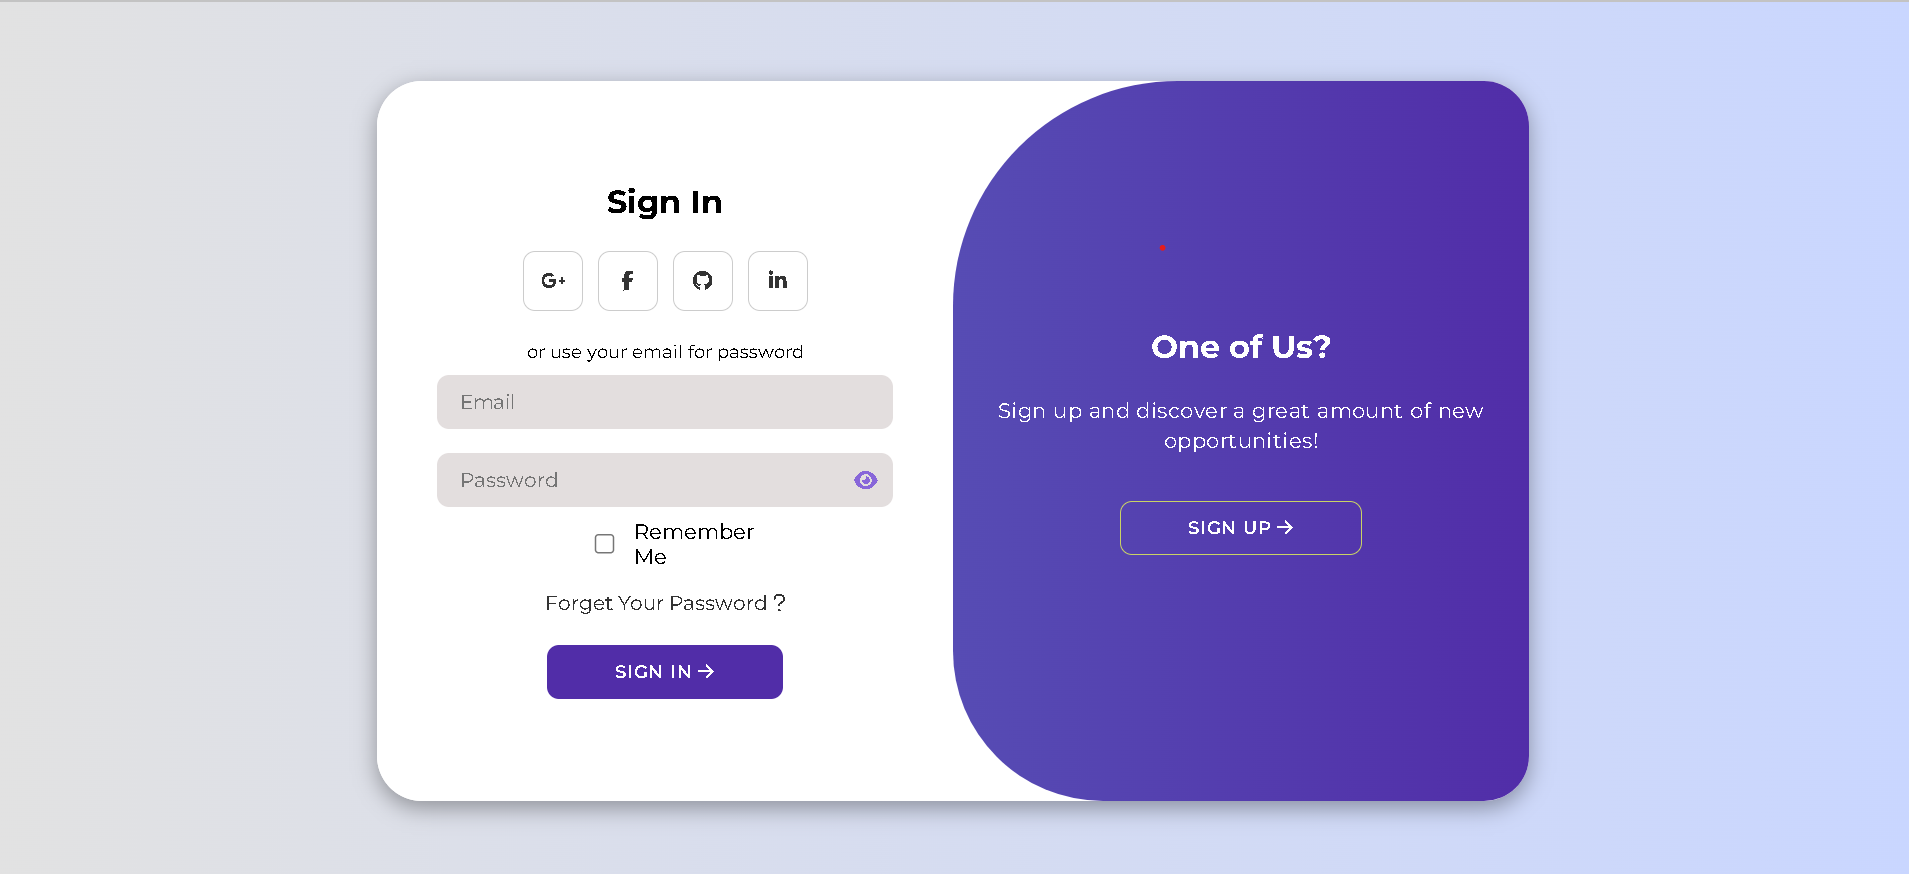 Sign In
G+
f
in
or use your email for password
Email
Password
Remember
Me
Forget Your Password ?
SIGN IN →
One of Us?
Sign up and discover a great amount of new
opportunities!
SIGN UP →